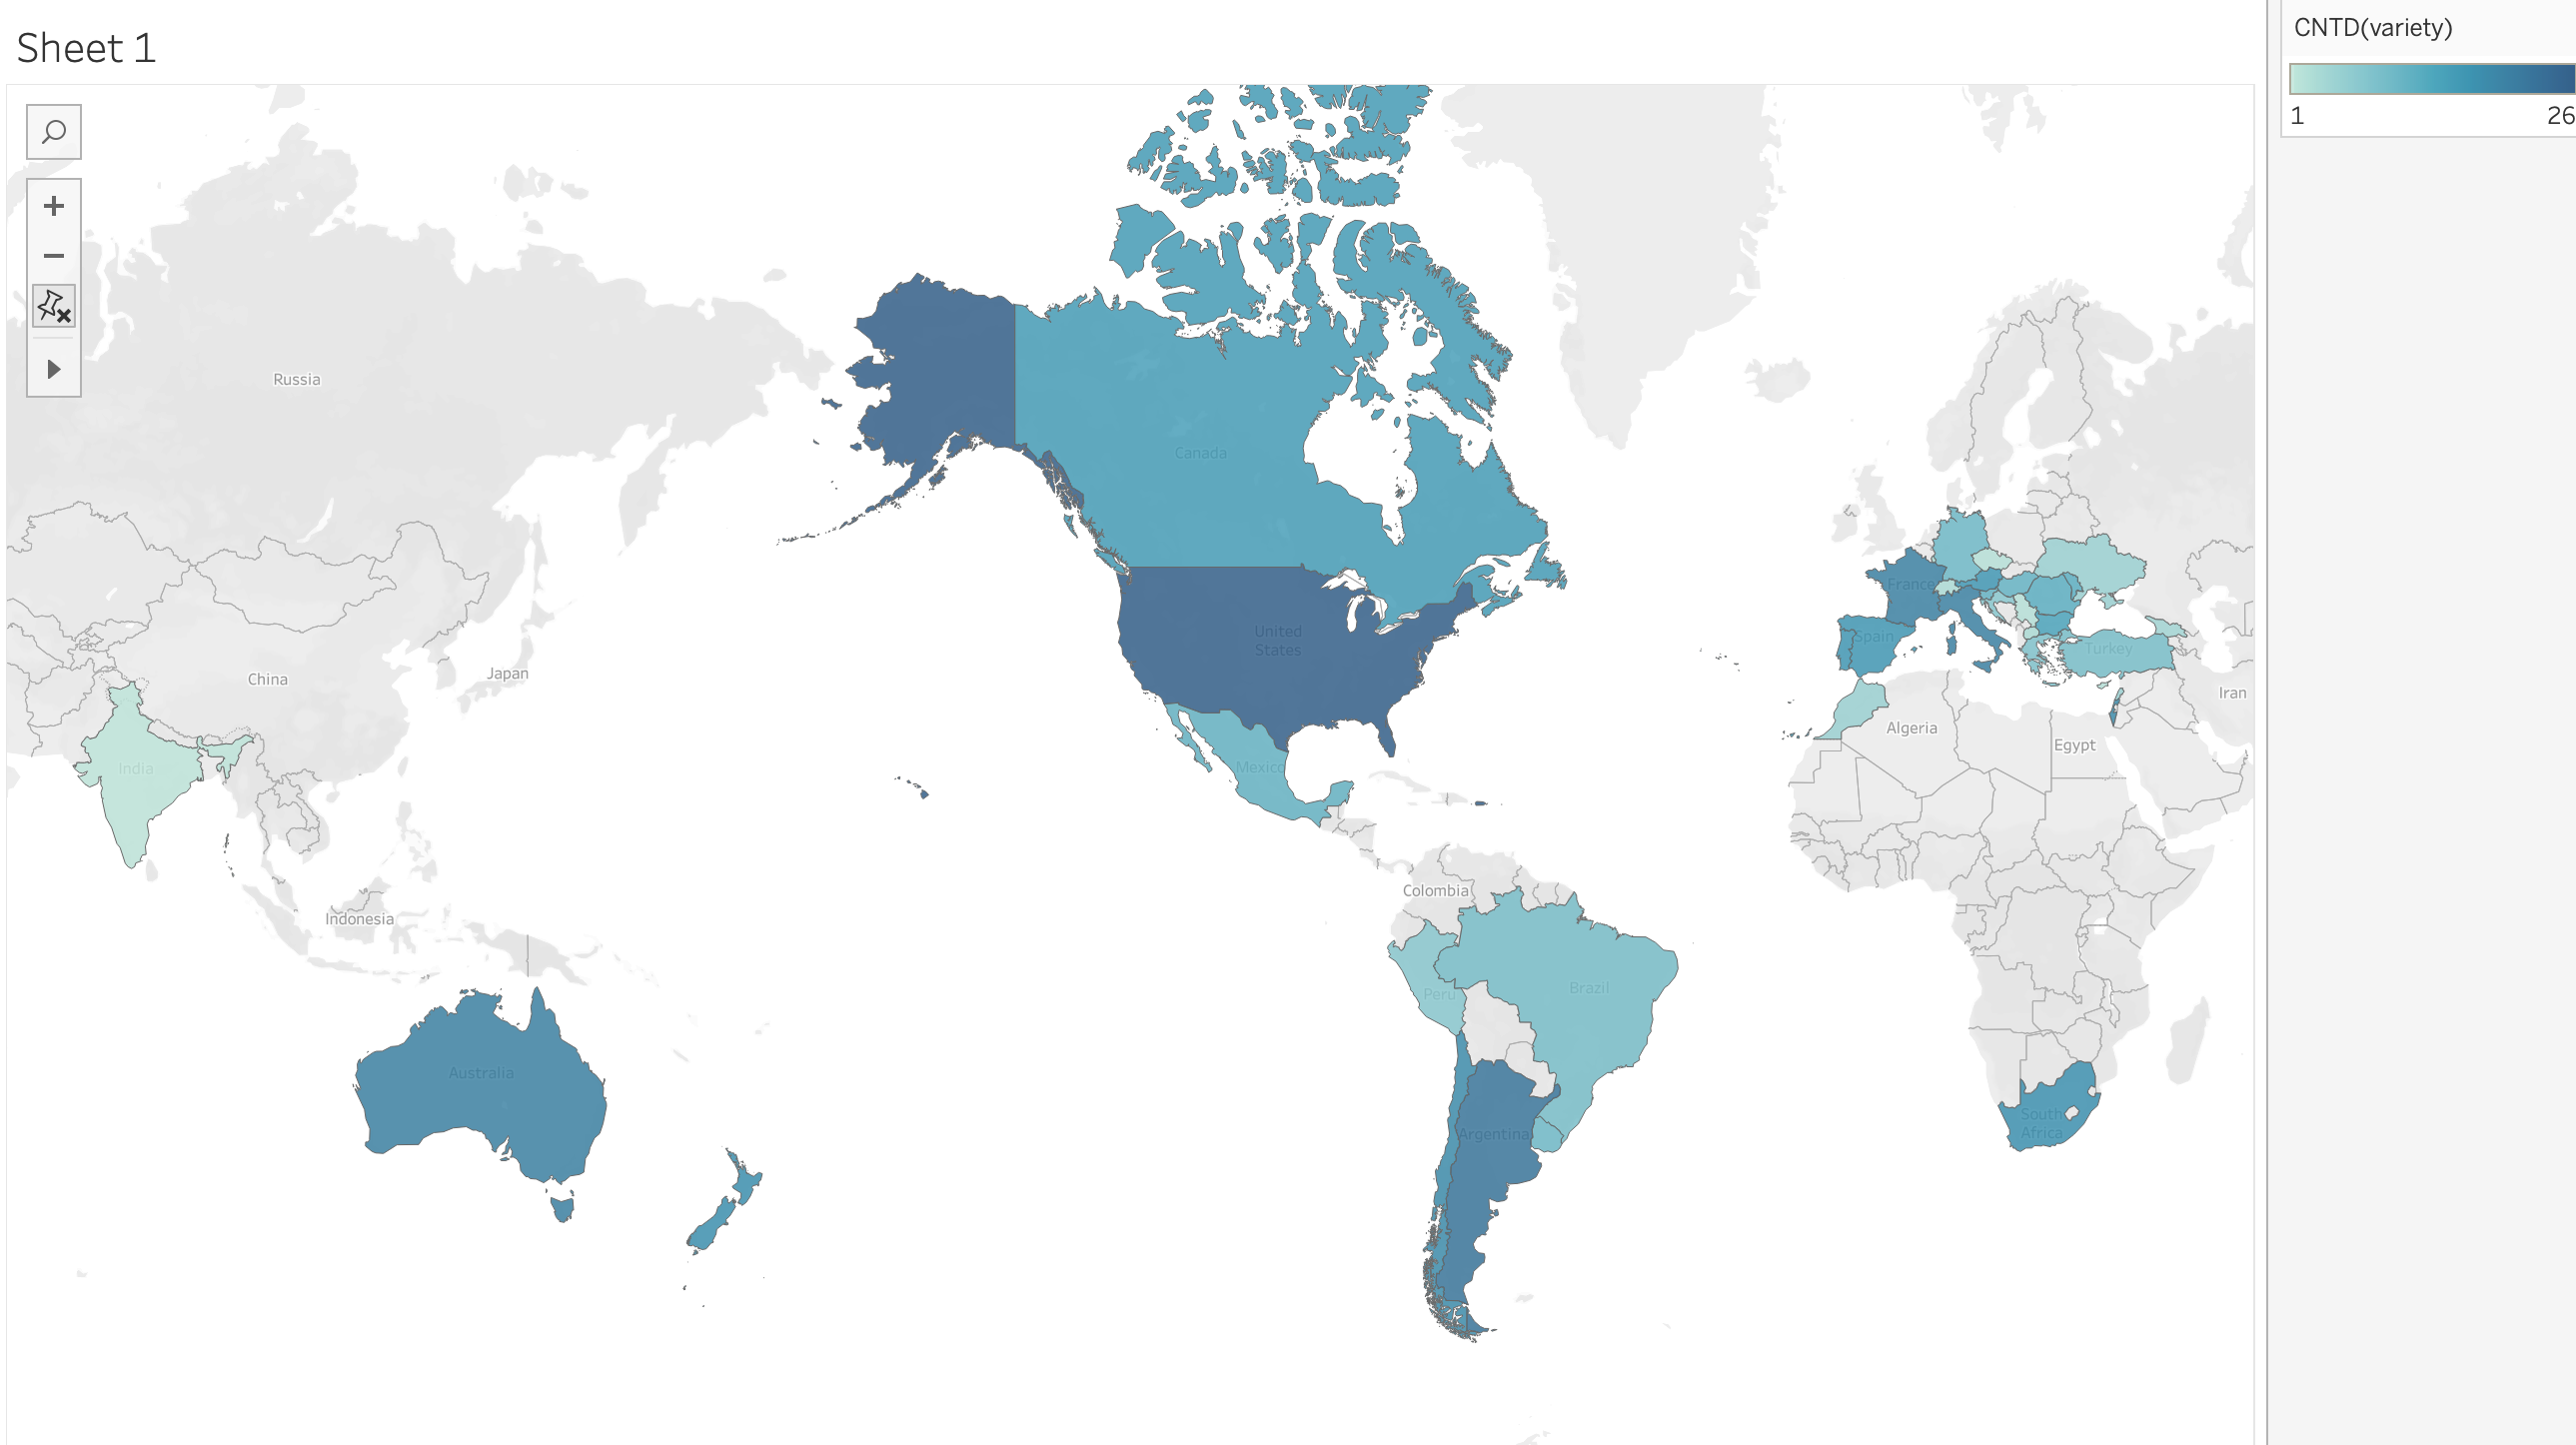 Sheet 1
CNTD(variety)
1
26
Russia
Canada
France
United
States
Spain
Turkey
China
Japan
Iran
Algeria
Egypt
India
Mexico
Colombia
Indonesia
Brazil
Peru
Australia
South
Africa
Argentina